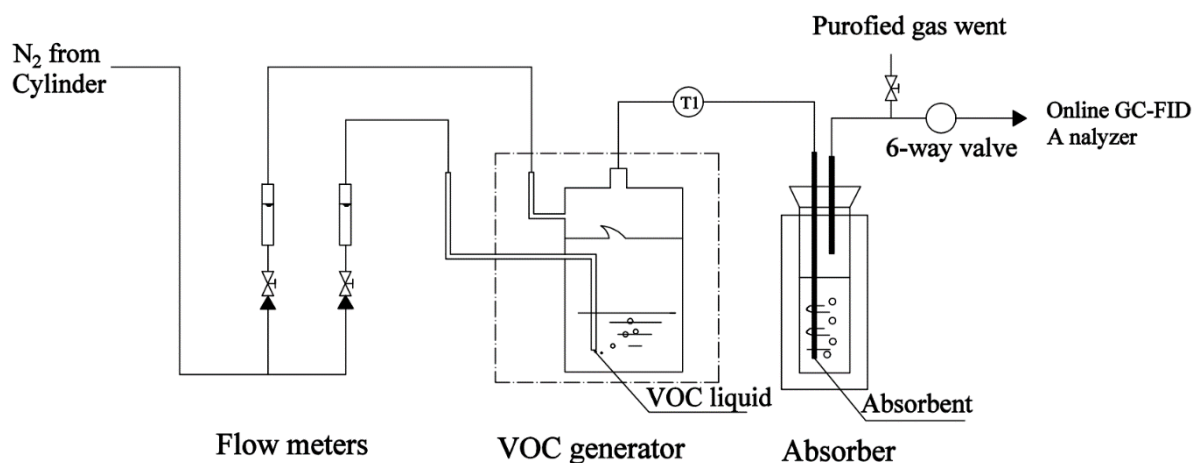 Purofied gas went
N₂ from
Cylinder
T1
Online GC-FID
A nalyzer
6-way valve
VOC liquid
Absorbent
Flow meters
VOC generator
Absorber